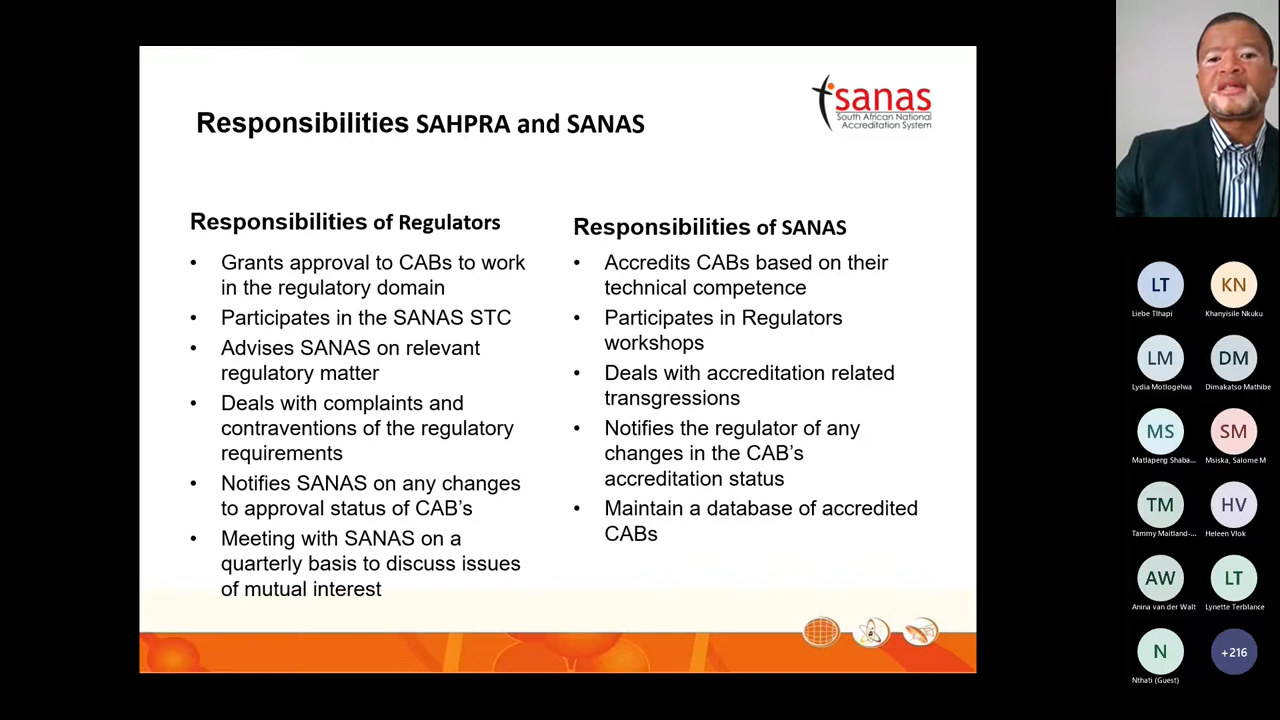 Responsibilities SAHPRA and SANAS
sanas
South African National
Accreditation System
Responsibilities of Regulators
• Grants approval to CABs to work
in the regulatory domain
• Participates in the SANAS STC
• Advises SANAS on relevant
regulatory matter
• Deals with complaints and
contraventions of the regulatory
requirements
• Notifies SANAS on any changes
to approval status of CAB’s
• Meeting with SANAS on a
quarterly basis to discuss issues
of mutual interest
Responsibilities of SANAS
• Accredits CABs based on their
technical competence
• Participates in Regulators
workshops
• Deals with accreditation related
transgressions
• Notifies the regulator of any
changes in the CAB’s
accreditation status
• Maintain a database of accredited
CABs
LT
Liebe Tlhapi
KN
Khanyisile Nkuku
LM
Lydia Motlogelwa
DM
Dimakatso Mathibe
MS
Matlapeng Shaba...
SM
Msiska, Salome M
TM
Tammy Maitland-...
HV
Heleen Vlok
AW
Anina van der Walt
LT
Lynette Terblance
N
Nthati (Guest)
+216